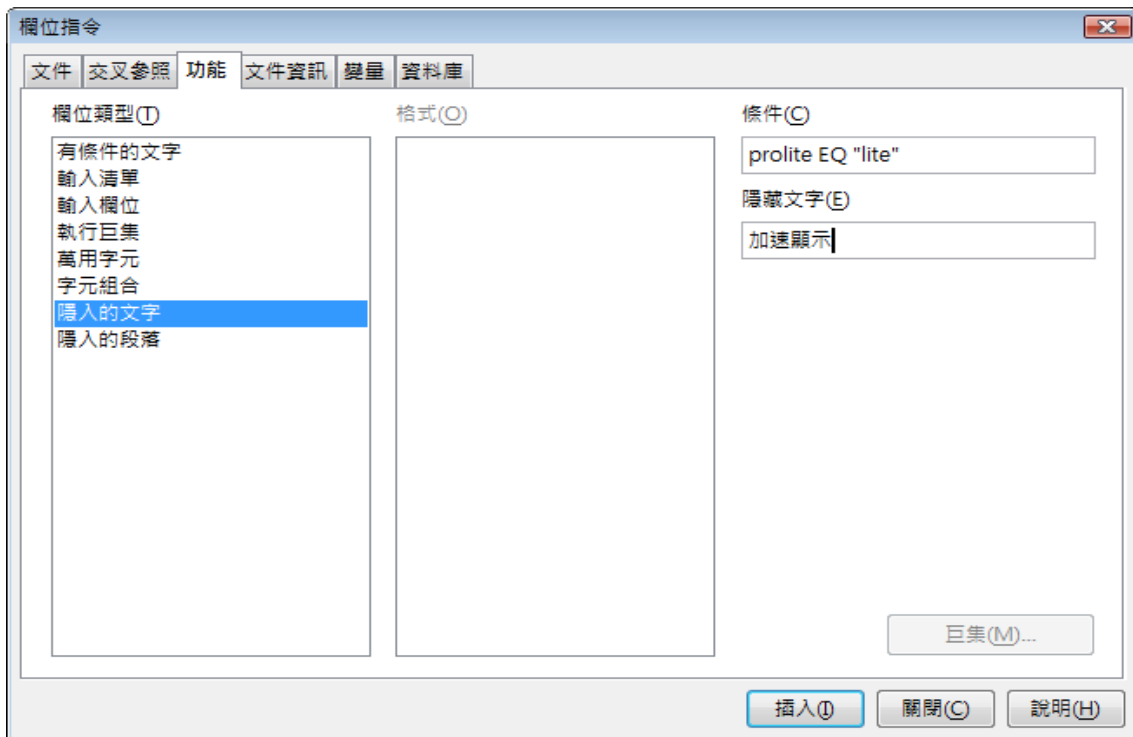 欄位指令
文件 交叉參照 功能 文件資訊 變量 資料庫
欄位類型(T)
格式(O)
條件(C)
有條件的文字
輸入清單
輸入欄位
執行巨集
萬用字元
字元組合
隱入的文字
隱入的段落
prolite EQ "lite"
隱藏文字(E)
加速顯示
巨集(M)...
插入(I) 關閉(C) 說明(H)